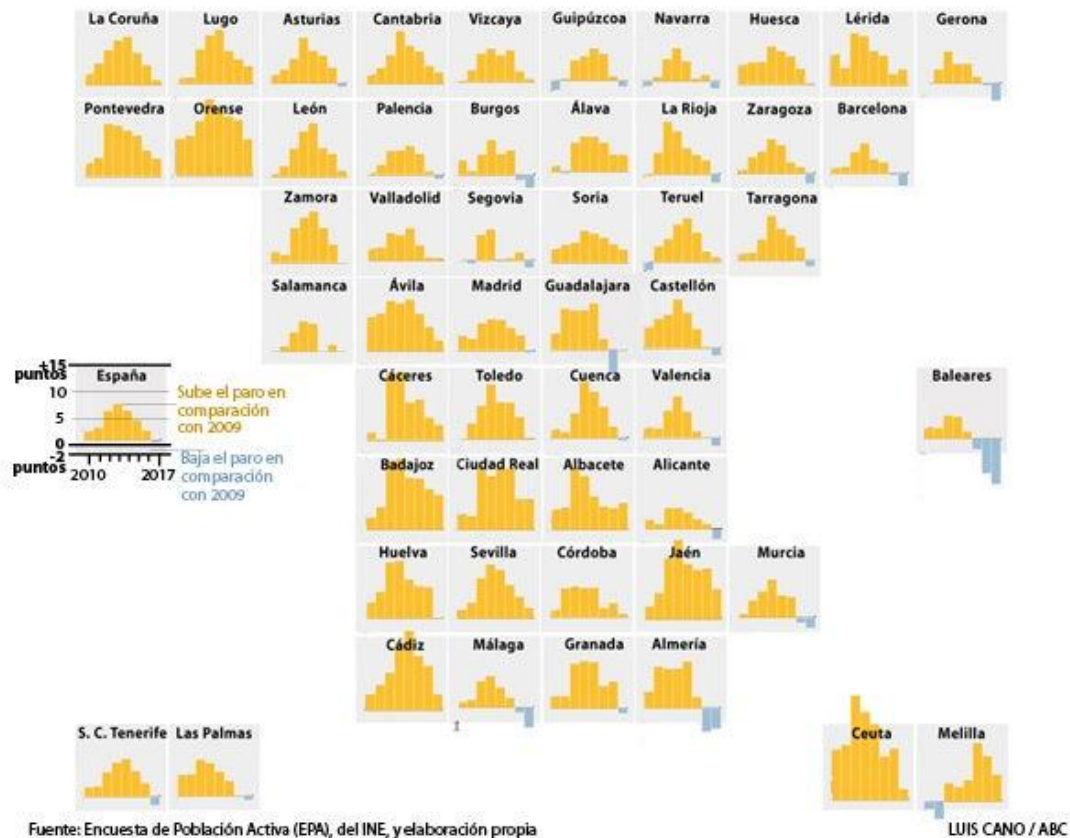 La Coruña Lugo Asturias Cantabria Vizcaya Guipúzcoa Navarra Huesca Lérida Gerona
Pontevedra Orense León Palencia Burgos Álava La Rioja Zaragoza Barcelona
Zamora Valladolid Segovia Soria Teruel Tarragona
Salamanca Ávila Madrid Guadalajara Castellón
+15
puntos
España
10
5
0
-2
puntos
2010 2017
Sube el paro en
comparación
con 2009
Baja el paro en
comparación
con 2009
Cáceres Toledo Cuenca Valencia Baleares
Badajoz Ciudad Real Albacete Alicante
Huelva Sevilla Córdoba Jaén Murcia
Cádiz Málaga Granada Almería
S. C. Tenerife Las Palmas Ceuta Melilla
Fuente: Encuesta de Población Activa (EPA), del INE, y elaboración propia LUIS CANO / ABC